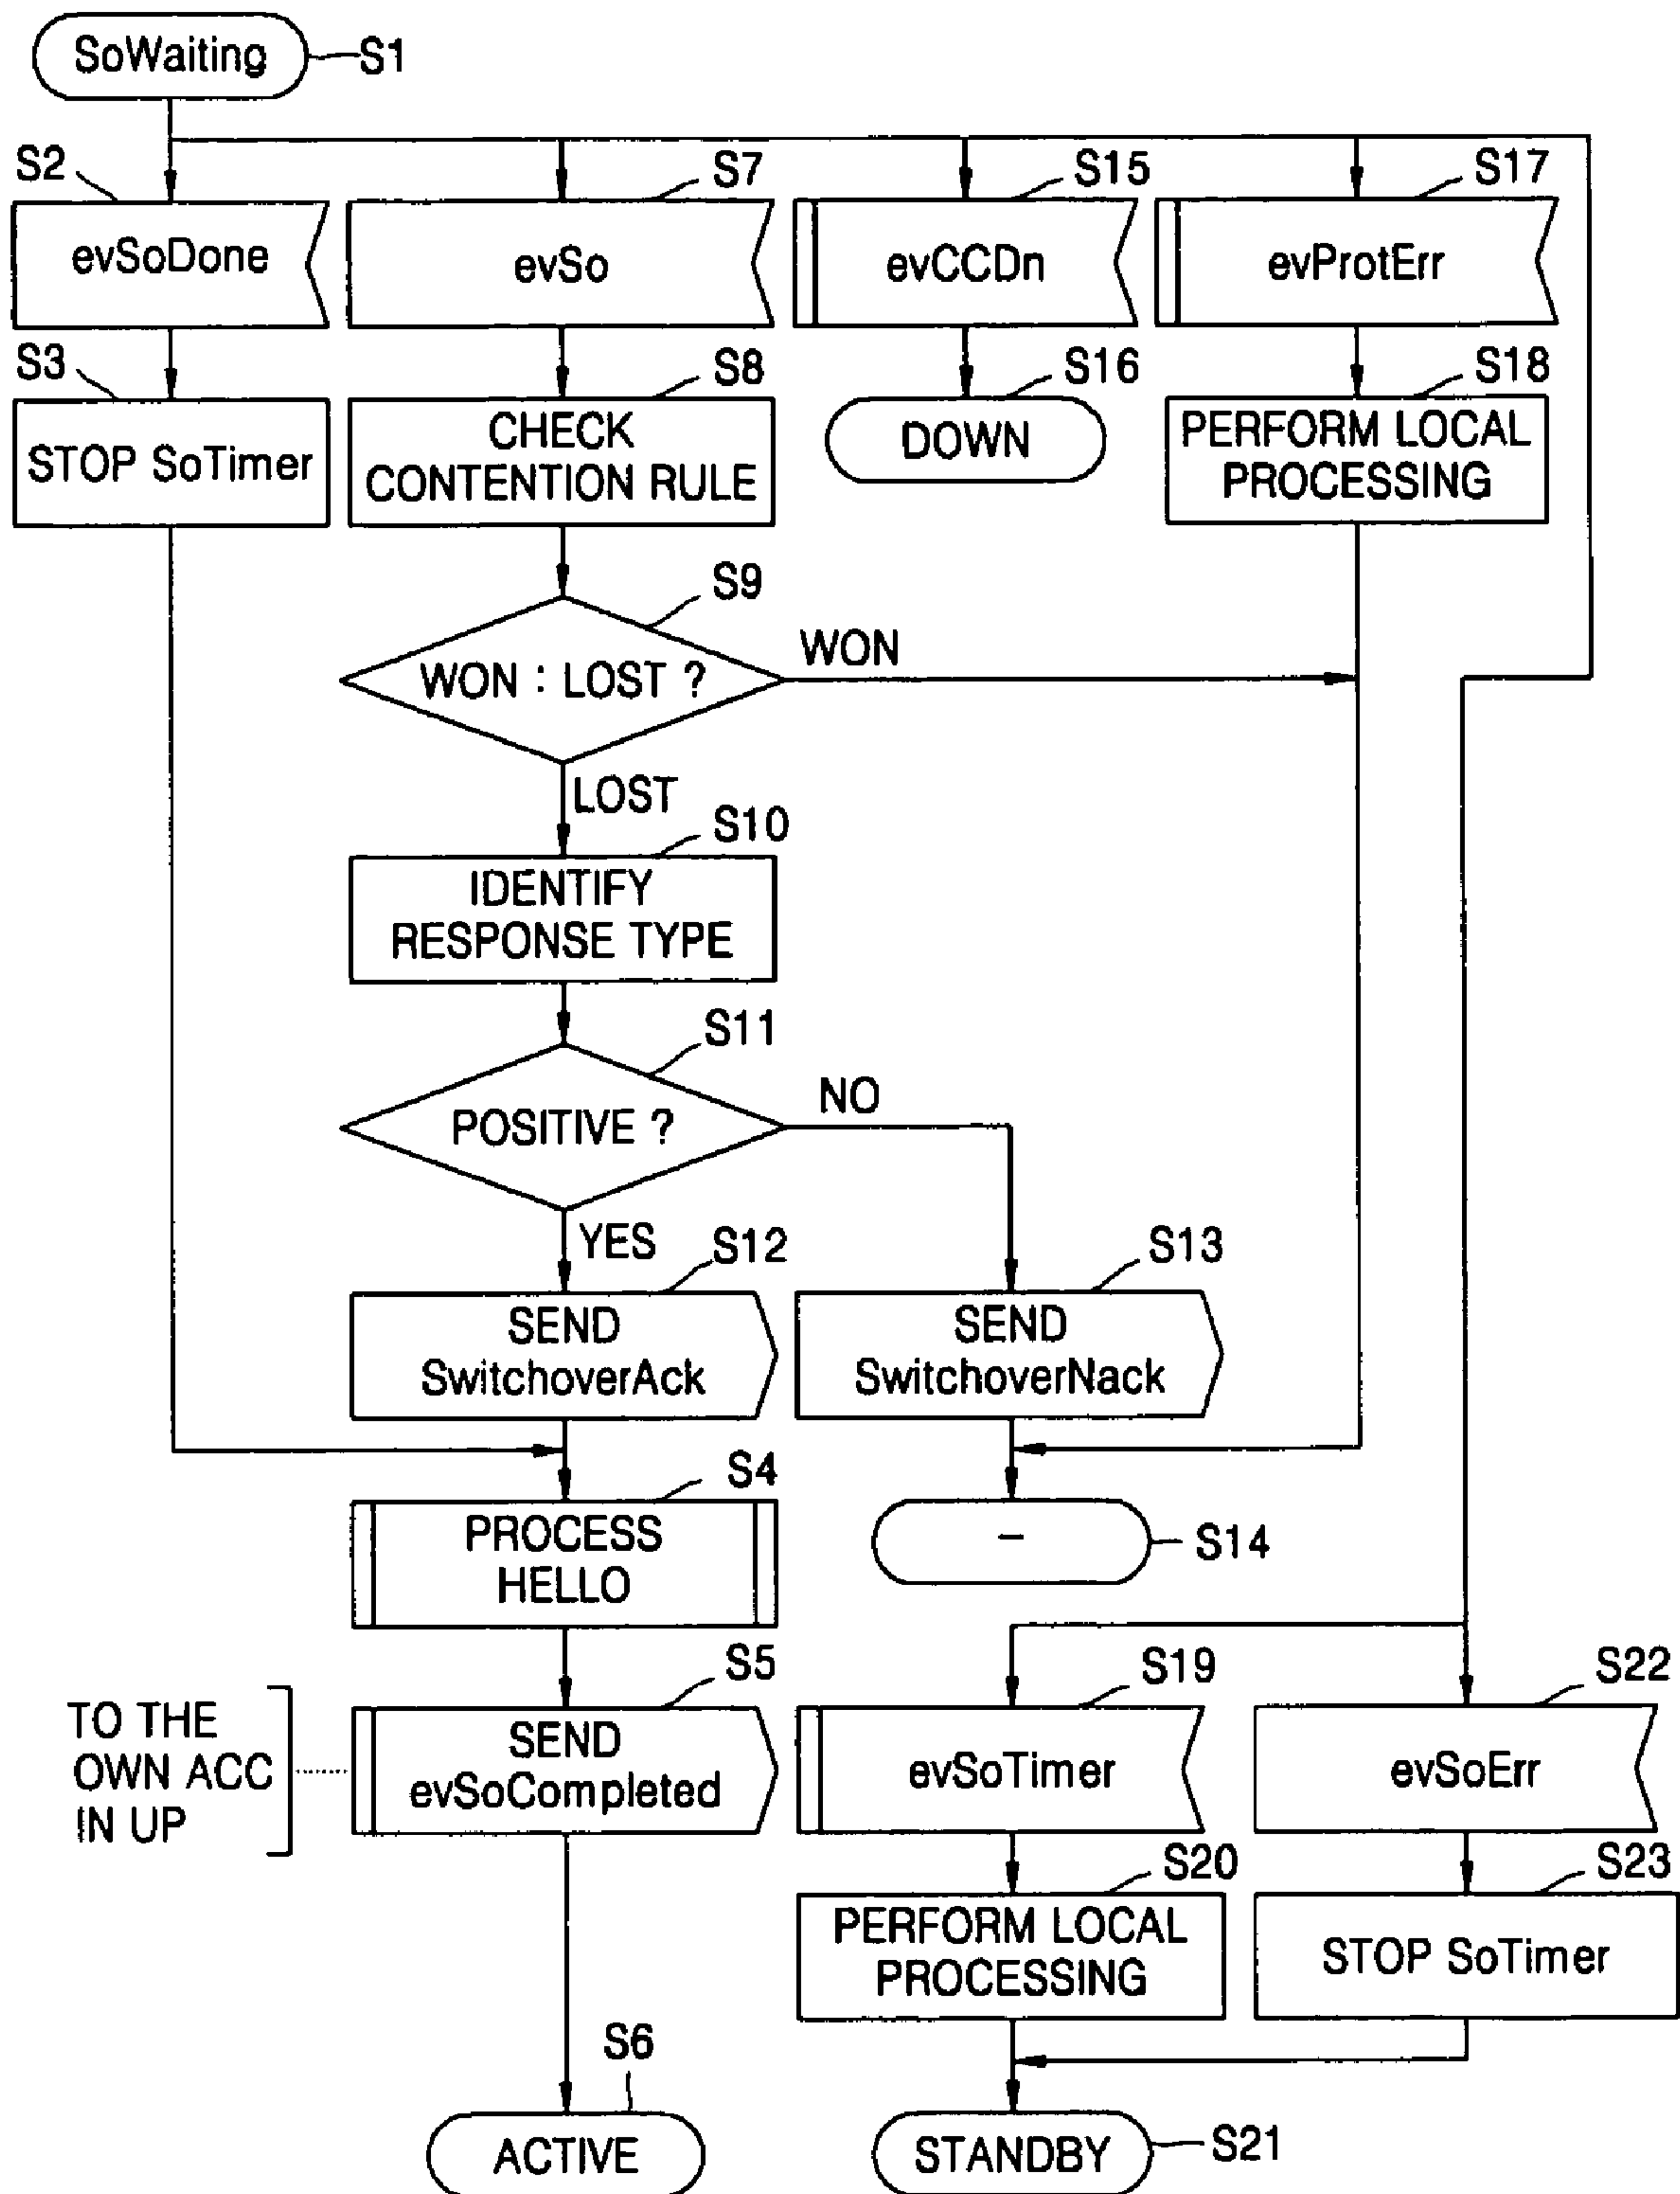 SoWaiting
S1
S2
S7
S15
S17
evSoDone
evSo
evCCDn
evProtErr
S3
S8
S16
S18
STOP SoTimer
CHECK
CONTENTION RULE
DOWN
PERFORM LOCAL
PROCESSING
S9
WON : LOST ?
WON
LOST
S10
IDENTIFY
RESPONSE TYPE
S11
POSITIVE ?
NO
YES
S12
S13
SEND
SwitchoverAck
SEND
SwitchoverNack
S4
PROCESS
HELLO
–
S14
S5
S19
S22
TO THE
OWN ACC
IN UP
SEND
evSoCompleted
evSoTimer
evSoErr
S20
S23
PERFORM LOCAL
PROCESSING
STOP SoTimer
S6
ACTIVE
STANDBY
S21